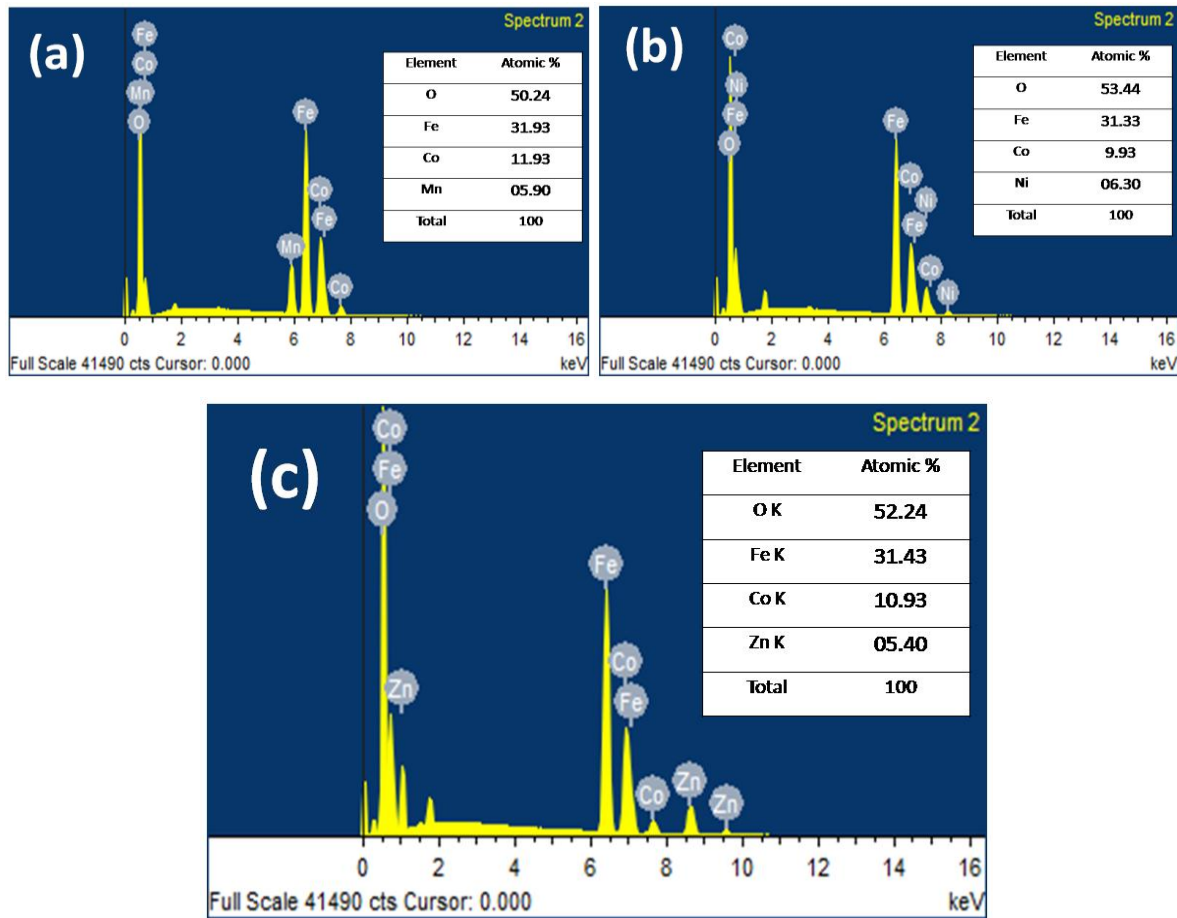 (a)
Spectrum 2
Fe
Co
Mn
O
Mn
Fe
Co
Fe
Co
Element Atomic %
O 50.24
Fe 31.93
Co 11.93
Mn 05.90
Total 100
0 2 4 6 8 10 12 14 16
Full Scale 41490 cts Cursor: 0.000 keV
(b)
Spectrum 2
Co
Ni
Fe
O
Fe
Co
Ni
Fe
Co
Ni
Element Atomic %
O 53.44
Fe 31.33
Co 9.93
Ni 06.30
Total 100
0 2 4 6 8 10 12 14 16
Full Scale 41490 cts Cursor: 0.000 keV
(c)
Spectrum 2
Co
Fe
O
Zn
Fe
Co
Fe
Co
Zn
Zn
Element Atomic %
O K 52.24
Fe K 31.43
Co K 10.93
Zn K 05.40
Total 100
0 2 4 6 8 10 12 14 16
Full Scale 41490 cts Cursor: 0.000 keV